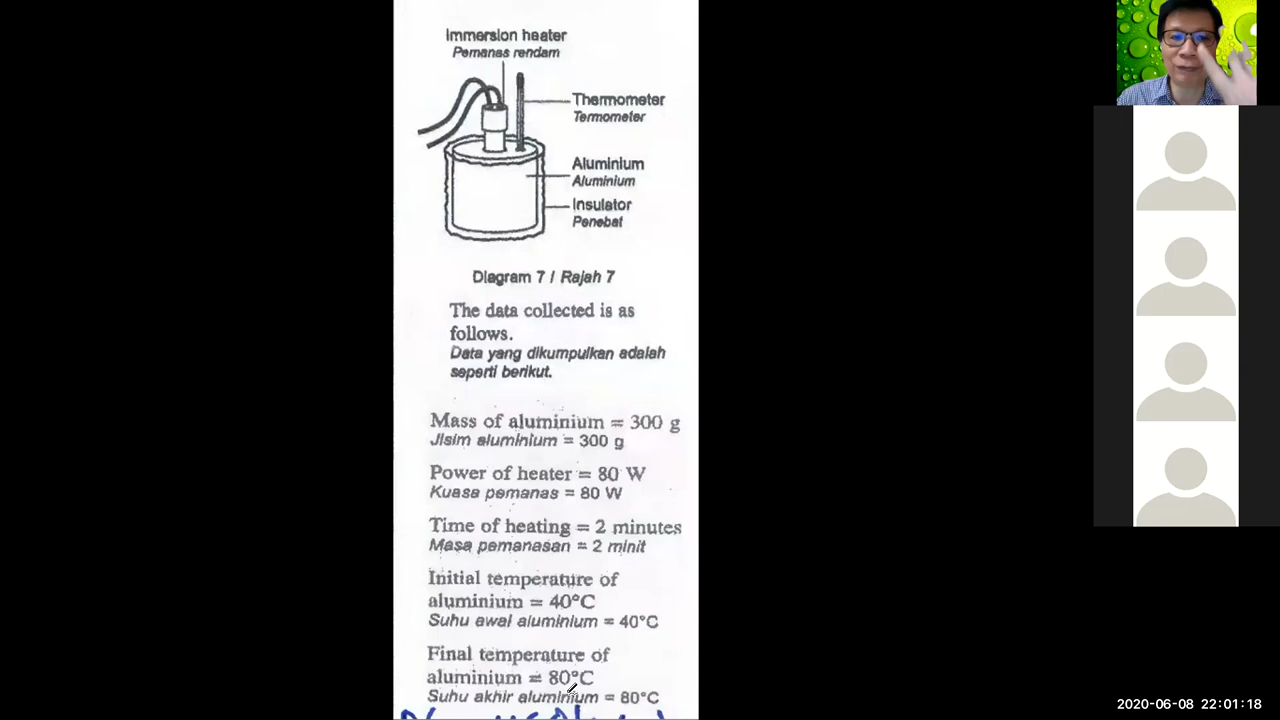 Immersion heater
Pemanas rendam
Thermometer
Termometer
Aluminium
Aluminium
Insulator
Penebat
Diagram 7 / Rajah 7
The data collected is as
follows.
Data yang dikumpulkan adalah
seperti berikut.
Mass of aluminium = 300 g
Jisim aluminium = 300 g
Power of heater = 80 W
Kuasa pemanas = 80 W
Time of heating = 2 minutes
Masa pemanasan = 2 minit
Initial temperature of
aluminium = 40°C
Suhu awal aluminium = 40°C
Final temperature of
aluminium = 80°C
Suhu akhir aluminium = 80°C
2020-06-08 22:01:18